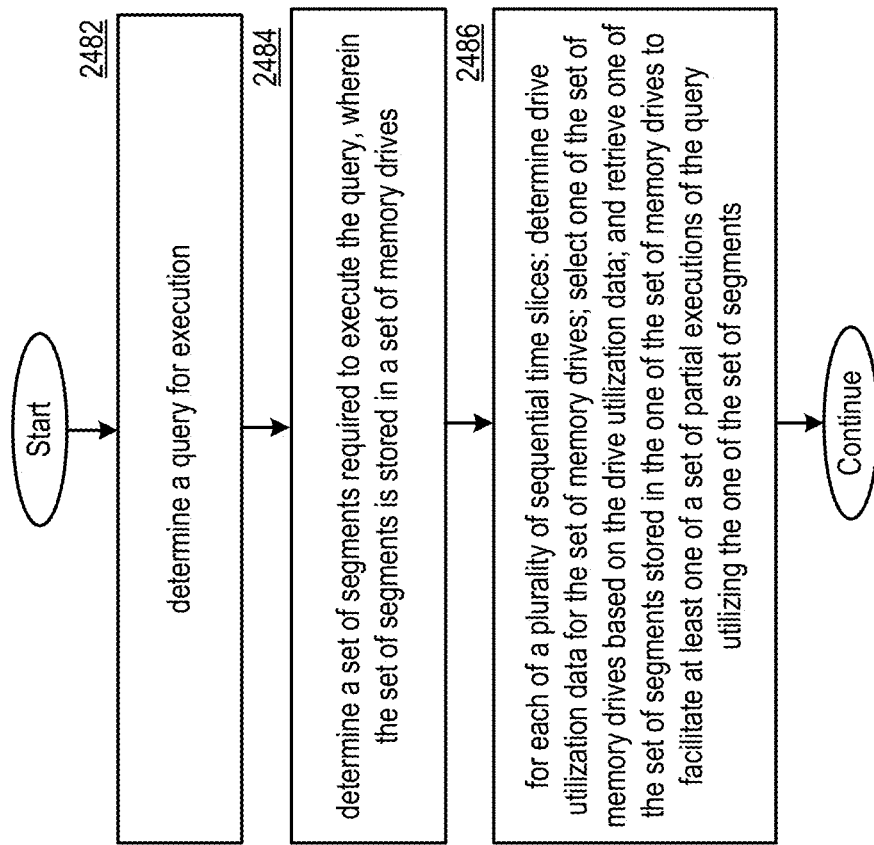 Start
2482
determine a query for execution
2484
determine a set of segments required to execute the query, wherein
the set of segments is stored in a set of memory drives
2486
for each of a plurality of sequential time slices: determine drive
utilization data for the set of memory drives; select one of the set of
memory drives based on the drive utilization data; and retrieve one of
the set of segments stored in the one of the set of memory drives to
facilitate at least one of a set of partial executions of the query
utilizing the one of the set of segments
Continue